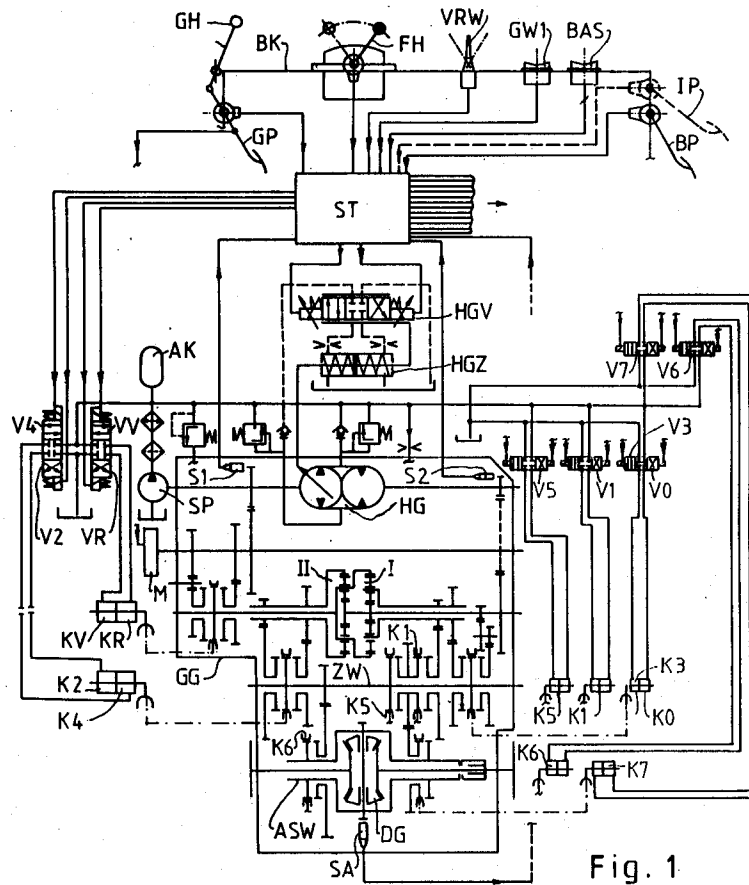 GH
BK
FH
VRW
GW1
BAS
IP
GP
BP
ST
HGV
AK
HGZ
V7
V6
V4
VV
V3
M
M
M
S1
S2
V5
V1
V0
SP
HG
V2
VR
M
II
I
KV
KR
K1
GG
ZW
K3
K2
K5
K5
K1
K0
K4
K6
K6
K7
ASW
DG
SA
Fig. 1